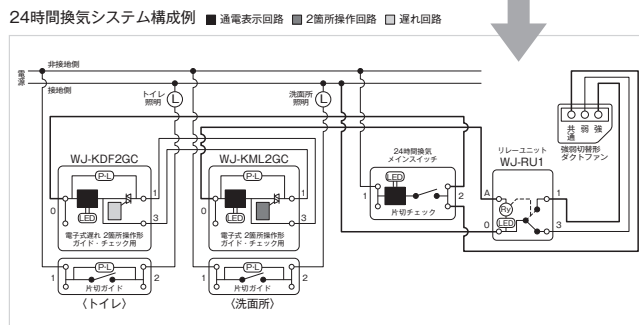 24時間換気システム構成例 ■ 通電表示回路 ■ 2箇所操作回路 □ 遅れ回路
電源
非接地側
接地側
トイレ
照明
L
洗面所
照明
L
共通 弱 強
強弱切替形
ダクトファン
WJ-KDF2GC
P·L
LED
0
1
3
電子式遅れ 2箇所操作形
ガイド・チェック用
WJ-KML2GC
P·L
LED
0
1
3
電子式 2箇所操作形
ガイド・チェック用
24時間換気
メインスイッチ
LED
1
2
片切チェック
リレーユニット
WJ-RU1
A
Ry
LED
0
1
3
1
P·L
2
片切ガイド
〈トイレ〉
1
P·L
2
片切ガイド
〈洗面所〉